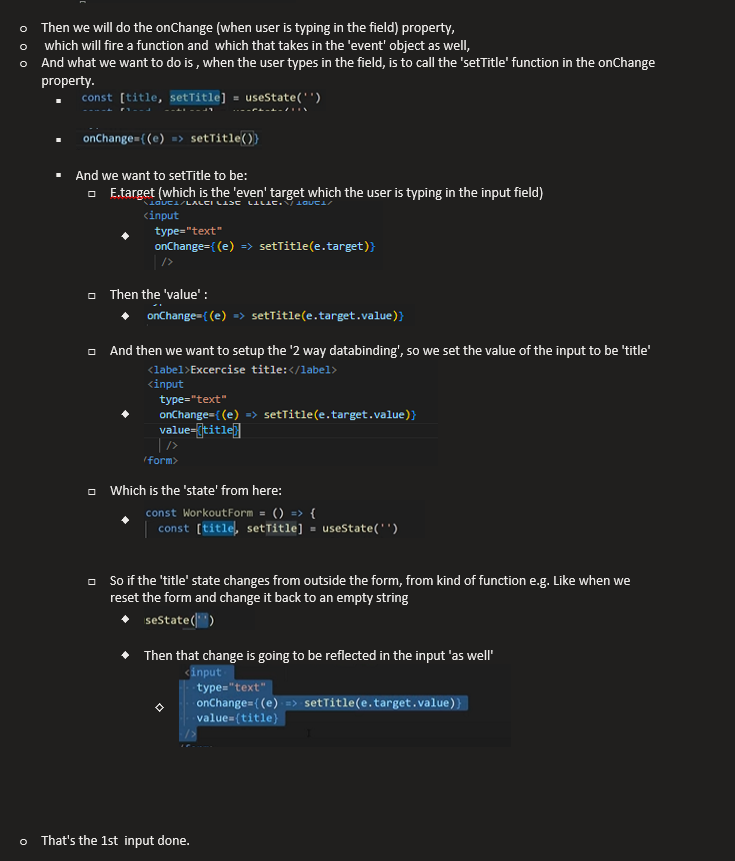 Then we will do the onChange (when user is typing in the field) property,
which will fire a function and which that takes in the 'event' object as well,
And what we want to do is , when the user types in the field, is to call the 'setTitle' function in the onChange
property.
const [title, setTitle] = useState('')
onChange={(e) => setTitle()}
And we want to setTitle to be:
E.target (which is the 'even' target which the user is typing in the input field)
<label>Excercise title:</label>
<input
type="text"
onChange={(e) => setTitle(e.target)}
/>
Then the 'value' :
onChange={(e) => setTitle(e.target.value)}
And then we want to setup the '2 way databinding', so we set the value of the input to be 'title'
<label>Excercise title:</label>
<input
type="text"
onChange={(e) => setTitle(e.target.value)}
value={title}
/>
/form>
Which is the 'state' from here:
const WorkoutForm = () => {
const [title, setTitle] = useState('')
So if the 'title' state changes from outside the form, from kind of function e.g. Like when we
reset the form and change it back to an empty string
seState('')
Then that change is going to be reflected in the input 'as well'
<input
type="text"
onChange={(e) => setTitle(e.target.value)}
value={title}
/>
That's the 1st input done.